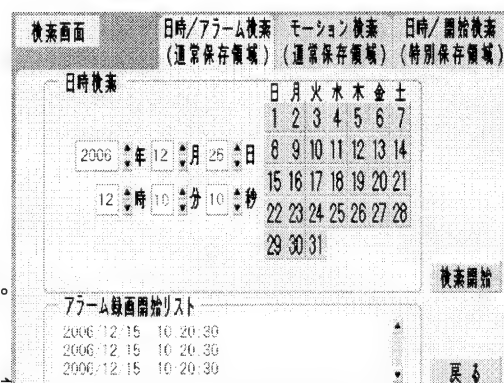 検索画面
日時/アラーム検索 モーション検索 日時/開始検索
(通常保存領域) (通常保存領域) (特別保存領域)
日時検索
日 月 火 水 木 金 土
1 2 3 4 5 6 7
2006 年 12 月 26 日 8 9 10 11 12 13 14
15 16 17 18 19 20 21
12 時 10 分 10 秒
22 23 24 25 26 27 28
29 30 31
検索開始
アラーム録画開始リスト
2006/12/15 10:20:30
2006/12/15 10:20:30
2006/12/15 10:20:30
戻る